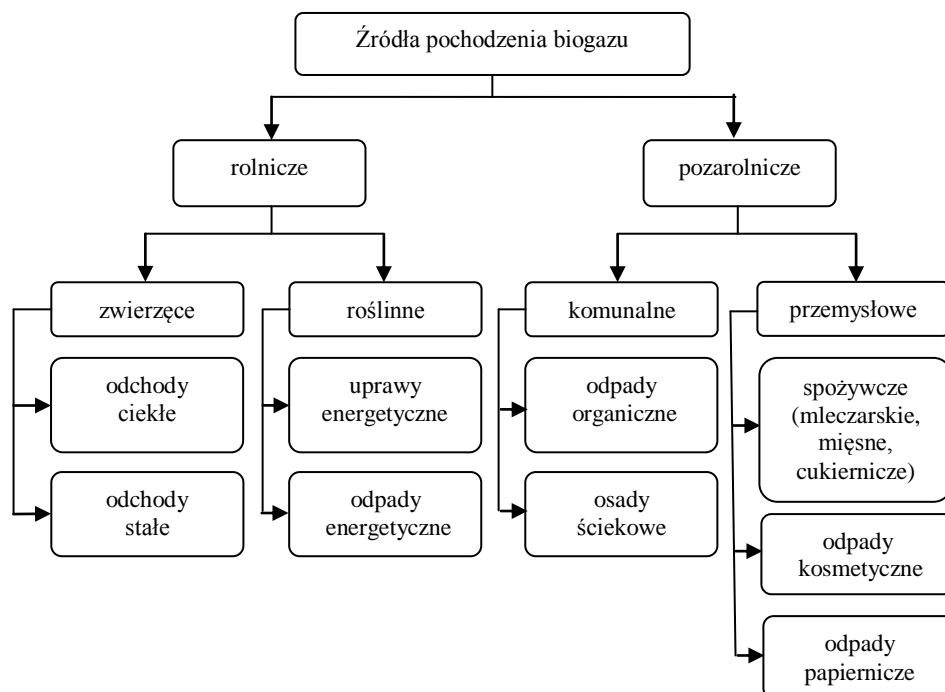 Źródła pochodzenia biogazu
rolnicze
pozarolnicze
zwierzęce
roślinne
komunalne
przemysłowe
odchody
ciekłe
uprawy
energetyczne
odpady
organiczne
spożywcze
(mleczarskie,
mięsne,
cukiernicze)
odchody
stałe
odpady
energetyczne
osady
ściekowe
odpady
kosmetyczne
odpady
papiernicze